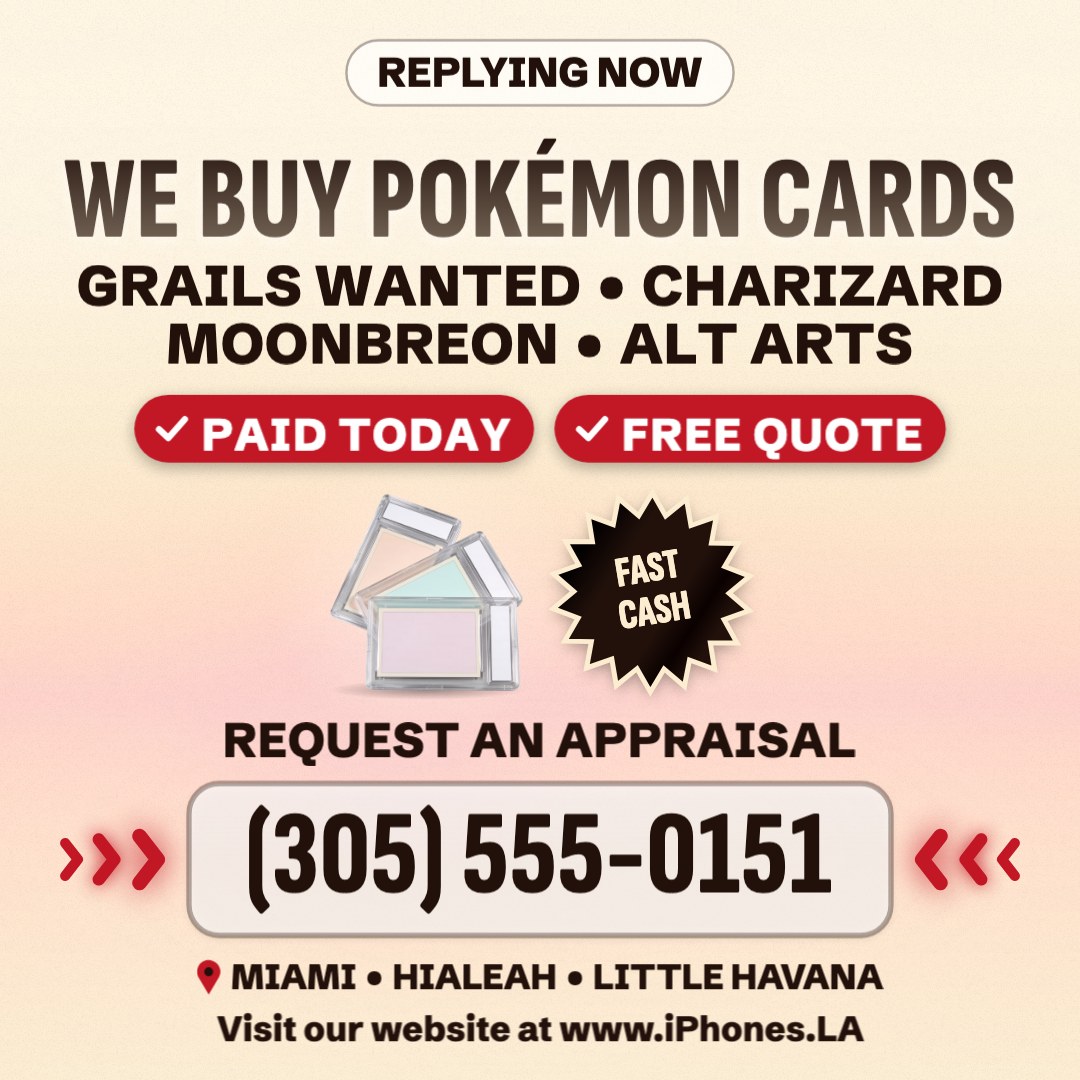 REPLYING NOW
WE BUY POKÉMON CARDS
GRAILS WANTED • CHARIZARD
MOONBREON • ALT ARTS
PAID TODAY
FREE QUOTE
FAST
CASH
REQUEST AN APPRAISAL
(305) 555-0151
MIAMI • HIALEAH • LITTLE HAVANA
Visit our website at www.iPhones.LA